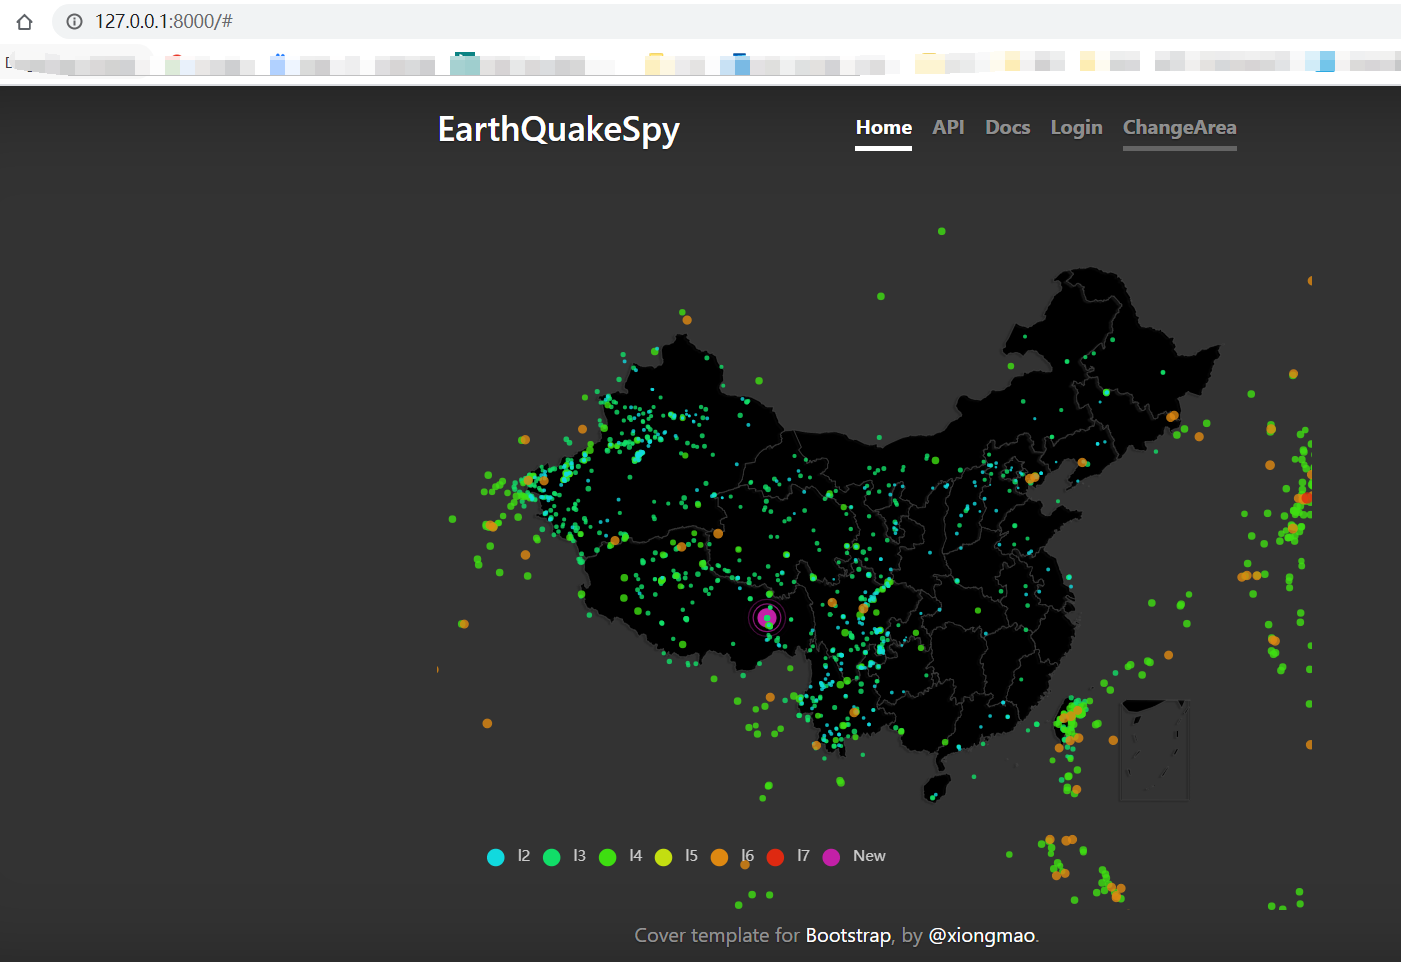 127.0.0.1:8000/#
EarthQuakeSpy
Home API Docs Login ChangeArea
l2 l3 l4 l5 l6 l7 New
Cover template for Bootstrap, by @xiongmao.